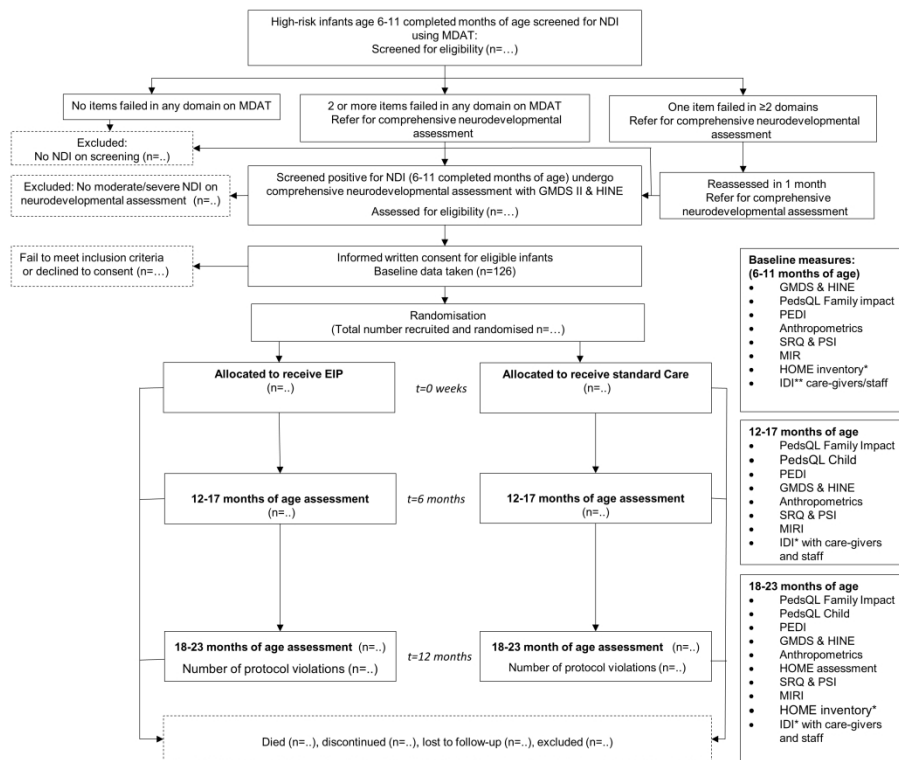 High-risk infants age 6-11 completed months of age screened for NDI
using MDAT:
Screened for eligibility (n=…)
No items failed in any domain on MDAT
2 or more items failed in any domain on MDAT
Refer for comprehensive neurodevelopmental
assessment
One item failed in ≥2 domains
Refer for comprehensive neurodevelopmental
assessment
Excluded:
No NDI on screening (n=..)
Screened positive for NDI (6-11 completed months of age) undergo
comprehensive neurodevelopmental assessment with GMDS II & HINE
Assessed for eligibility (n=…)
Excluded: No moderate/severe NDI on
neurodevelopmental assessment (n=..)
Reassessed in 1 month
Refer for comprehensive
neurodevelopmental assessment
Fail to meet inclusion criteria
or declined to consent (n=…)
Informed written consent for eligible infants
Baseline data taken (n=126)
Randomisation
(Total number recruited and randomised n=…)
Allocated to receive EIP
(n=..)
t=0 weeks
Allocated to receive standard Care
(n=..)
12-17 months of age assessment
(n=..)
t=6 months
12-17 months of age assessment
(n=..)
18-23 months of age assessment (n=..)
Number of protocol violations (n=..)
t=12 months
18-23 months of age assessment (n=..)
Number of protocol violations (n=..)
Died (n=..), discontinued (n=..), lost to follow-up (n=..), excluded (n=..)
Baseline measures:
(6-11 months of age)
• GMDS & HINE
• PedsQL Family impact
• PEDI
• Anthropometrics
• SRQ & PSI
• MIR
• HOME inventory*
• IDI** care-givers/staff
12-17 months of age
• PedsQL Family Impact
• PedsQL Child
• PEDI
• GMDS & HINE
• Anthropometrics
• SRQ & PSI
• MIRI
• IDI* with care-givers
and staff
18-23 months of age
• PedsQL Family Impact
• PedsQL Child
• PEDI
• GMDS & HINE
• Anthropometrics
• HOME assessment
• SRQ & PSI
• MIRI
• HOME inventory*
• IDI* with care-givers
and staff